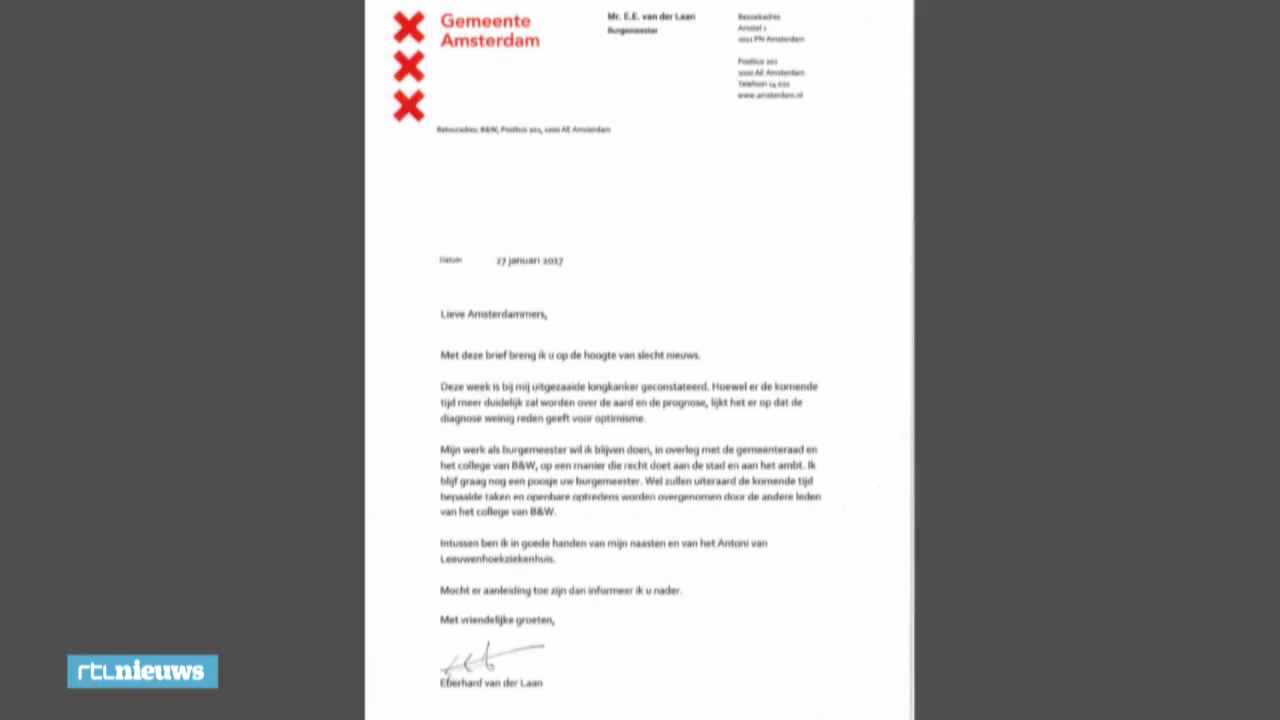 Gemeente
Amsterdam
Mr. E.E. van der Laan
Burgemeester
Bezoekadres
Amstel 1
1011 PN Amsterdam
Postbus 202
1000 AE Amsterdam
Telefoon 14 020
www.amsterdam.nl
Retouradres: B&W, Postbus 202, 1000 AE Amsterdam
Datum 27 januari 2017
Lieve Amsterdammers,
Met deze brief breng ik u op de hoogte van slecht nieuws.
Deze week is bij mij uitgezaaide longkanker geconstateerd. Hoewel er de komende
tijd meer duidelijk zal worden over de aard en de prognose, lijkt het er op dat de
diagnose weinig reden geeft voor optimisme.
Mijn werk als burgemeester wil ik blijven doen, in overleg met de gemeenteraad en
het college van B&W, op een manier die recht doet aan de stad en aan het ambt. Ik
blijf graag nog een poosje uw burgemeester. Wel zullen uiteraard de komende tijd
bepaalde taken en openbare optredens worden overgenomen door de andere leden
van het college van B&W.
Intussen ben ik in goede handen van mijn naasten en van het Antoni van
Leeuwenhoekziekenhuis.
Mocht er aanleiding toe zijn dan informeer ik u nader.
Met vriendelijke groeten,
Eberhard van der Laan
rtlnieuws